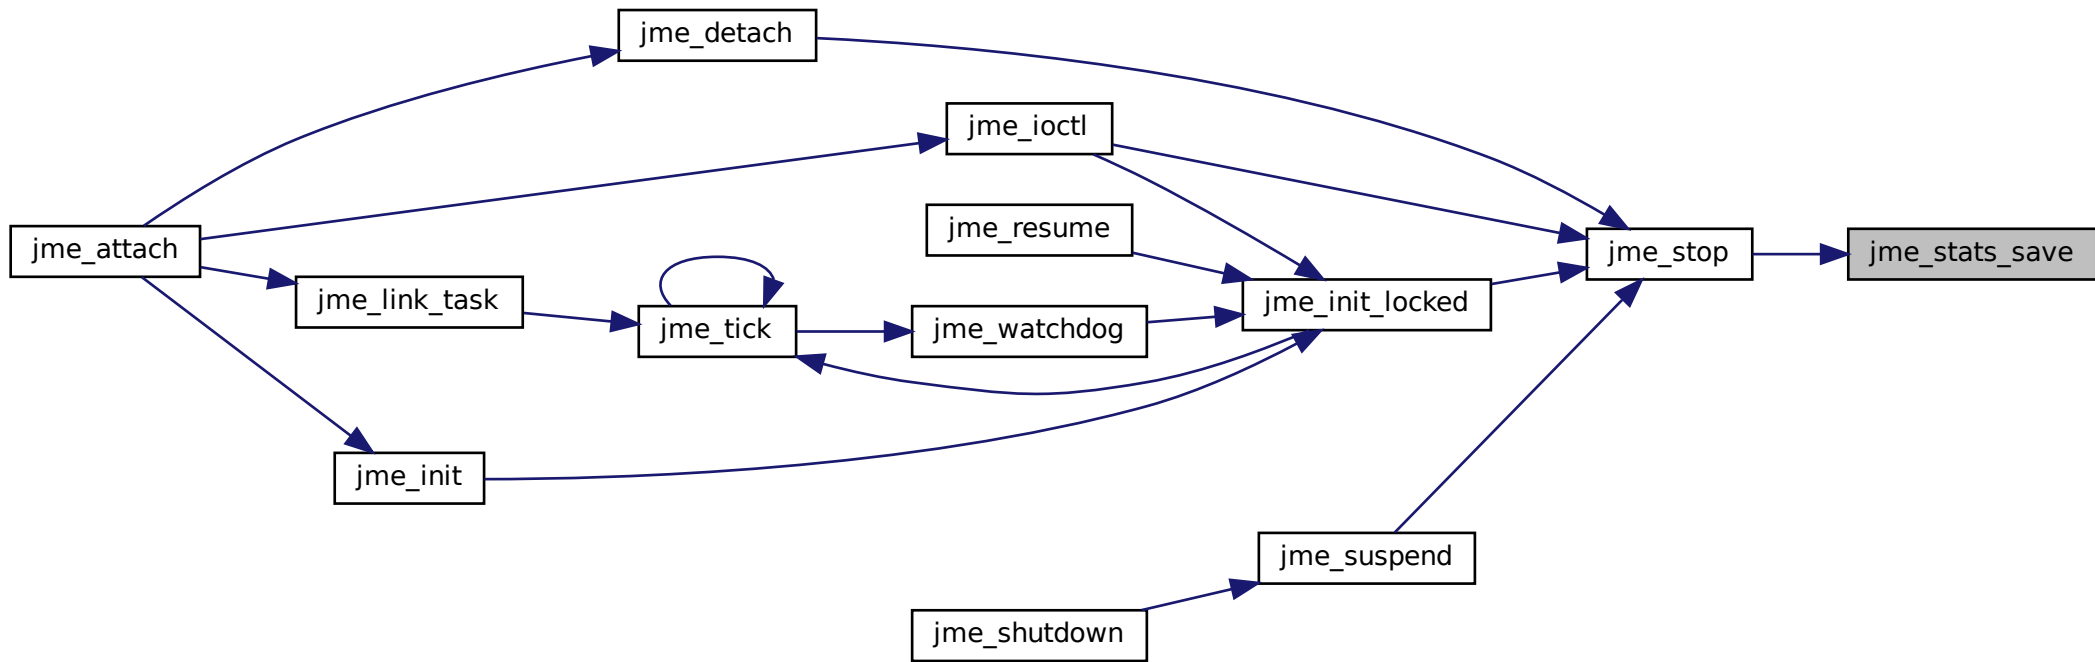 jme_detach
jme_ioctl
jme_resume
jme_attach
jme_stop
jme_stats_save
jme_link_task
jme_init_locked
jme_tick
jme_watchdog
jme_init
jme_suspend
jme_shutdown